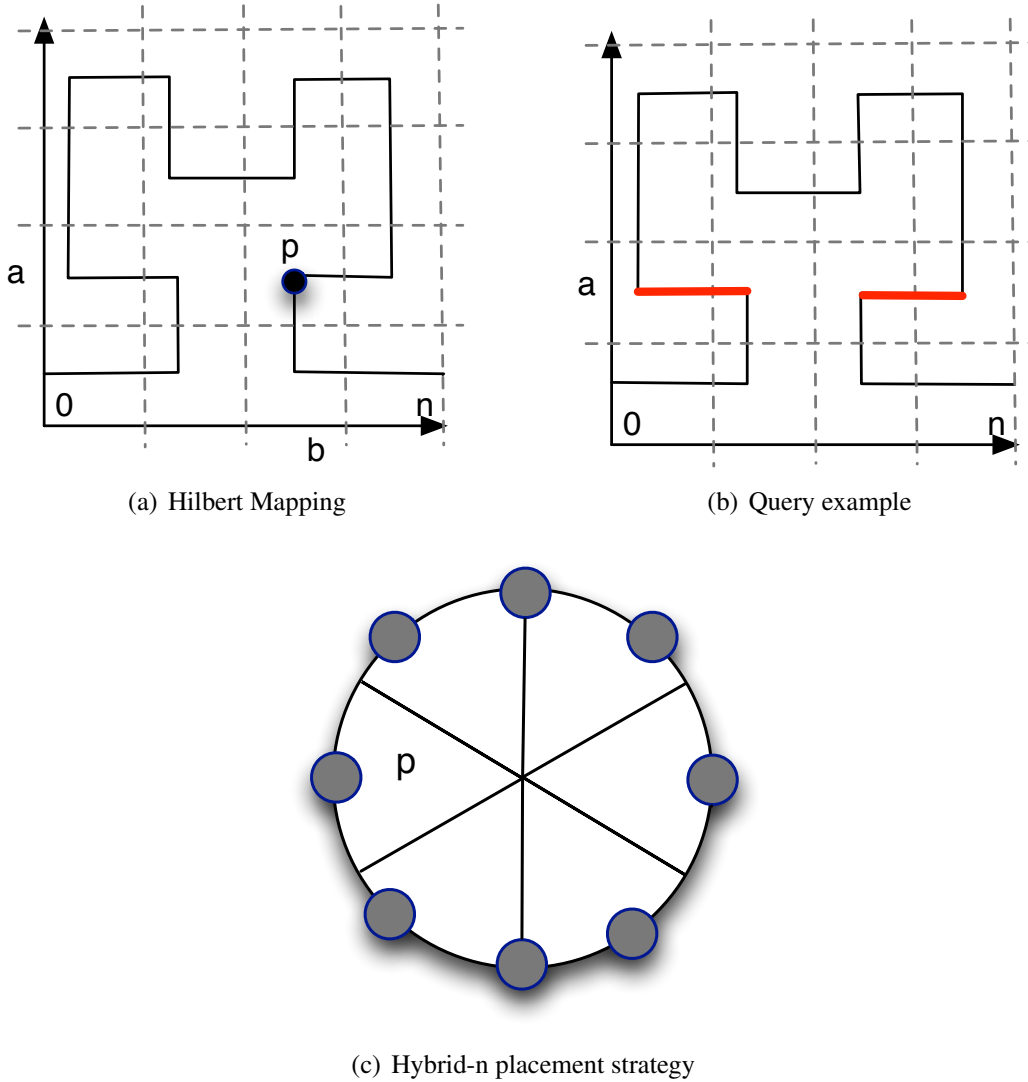 p
a
0
n
b
(a) Hilbert Mapping
a
0
n
(b) Query example
p
(c) Hybrid-n placement strategy